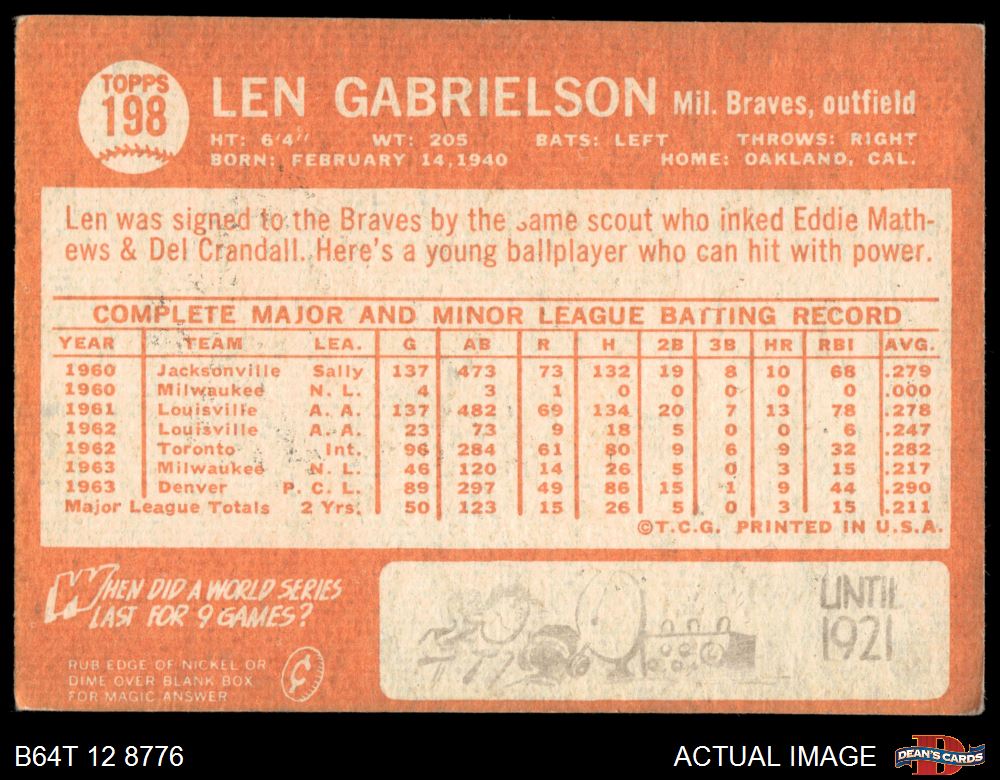 TOPPS
198
LEN GABRIELSON Mil. Braves, outfield
HT: 6'4" WT: 205 BATS: LEFT THROWS: RIGHT
BORN: FEBRUARY 14, 1940 HOME: OAKLAND, CAL.
Len was signed to the Braves by the same scout who inked Eddie Math-
ews & Del Crandall. Here's a young ballplayer who can hit with power.
COMPLETE MAJOR AND MINOR LEAGUE BATTING RECORD
YEAR TEAM LEA. G AB R H 2B 3B HR RBI AVG.
1960 Jacksonville Sally 137 473 73 132 19 8 10 68 .279
1960 Milwaukee N. L. 4 3 1 0 0 0 0 0 .000
1961 Louisville A. A. 137 482 69 134 20 7 13 78 .278
1962 Louisville A. A. 23 73 9 18 5 0 0 6 .247
1962 Toronto Int. 96 284 61 80 9 6 9 32 .282
1963 Milwaukee N. L. 46 120 14 26 5 0 3 15 .217
1963 Denver P. C. L. 89 297 49 86 15 1 9 44 .290
Major League Totals 2 Yrs. 50 123 15 26 5 0 3 15 .211
©T.C.G. PRINTED IN U.S.A.
WHEN DID A WORLD SERIES
LAST FOR 9 GAMES?
RUB EDGE OF NICKEL OR
DIME OVER BLANK BOX
FOR MAGIC ANSWER
UNTIL
1921
B64T 12 8776 ACTUAL IMAGE DEAN'S CARDS